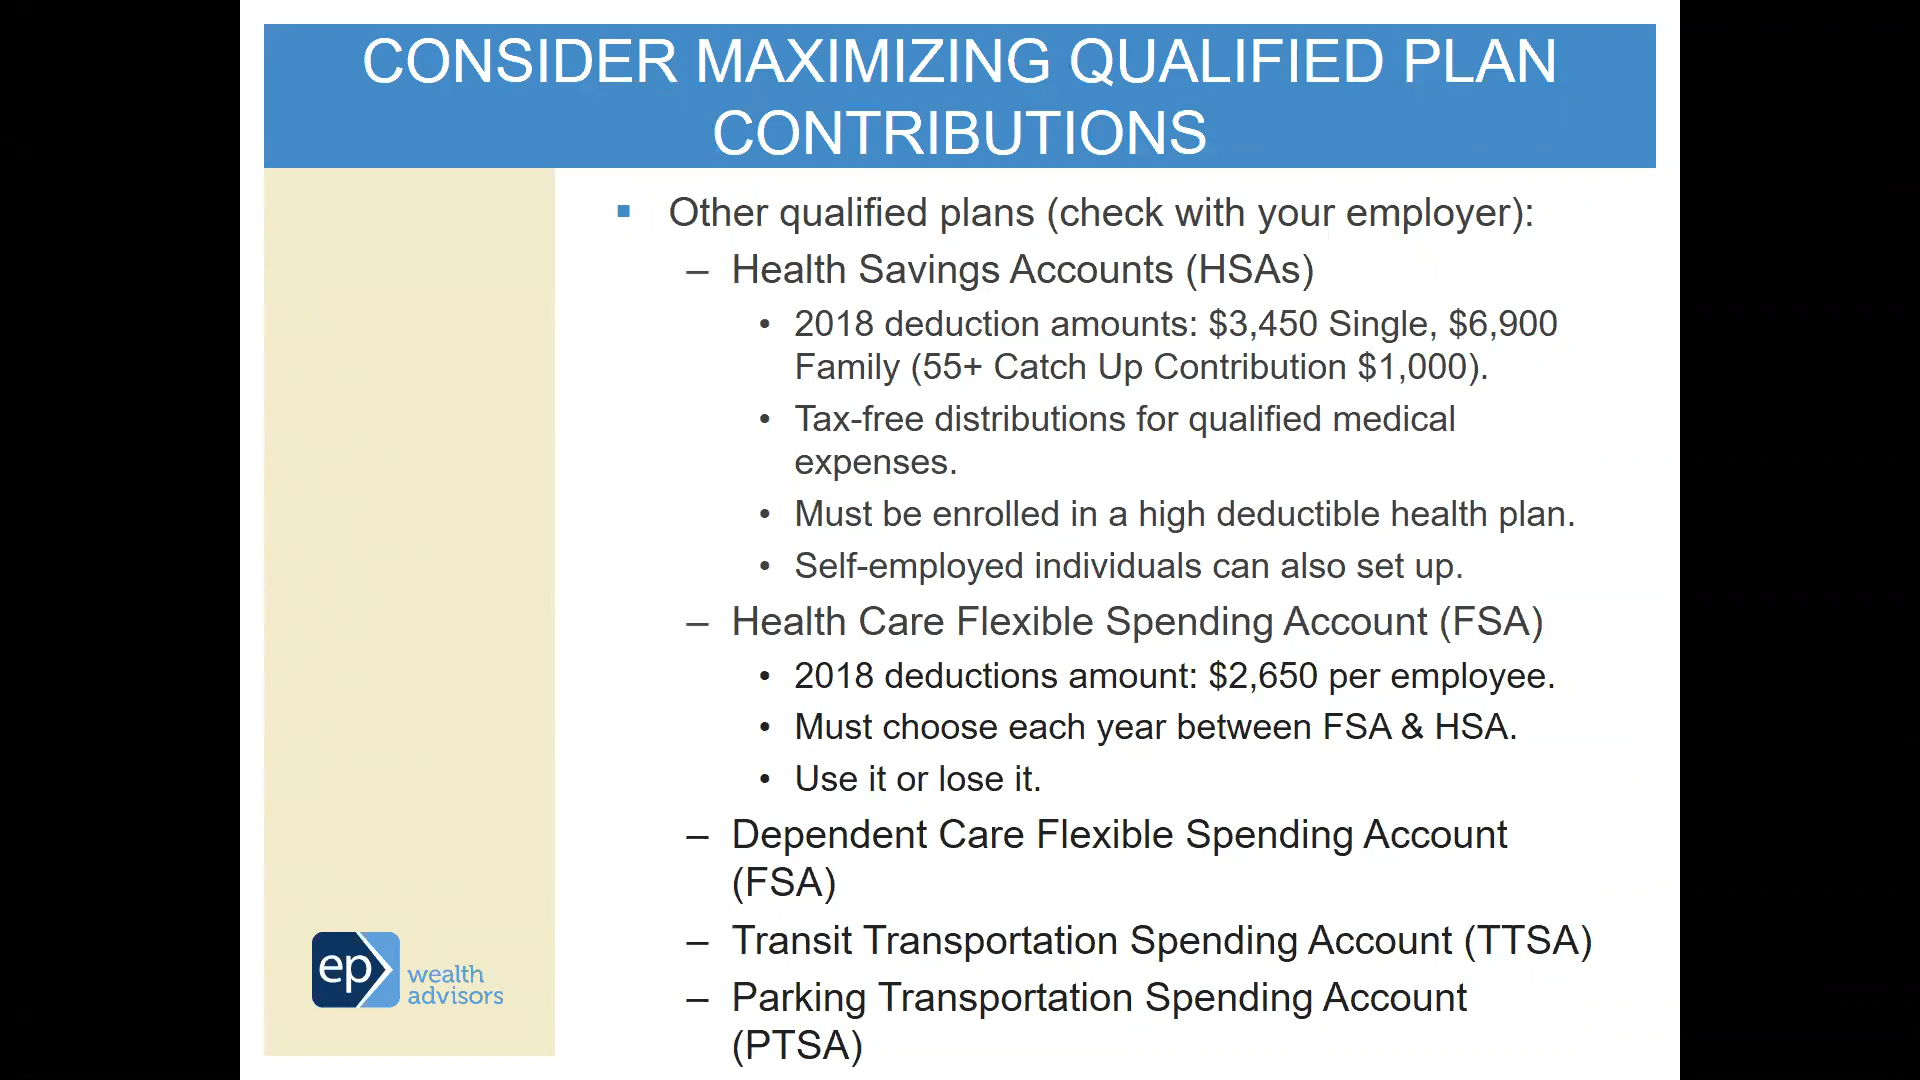 CONSIDER MAXIMIZING QUALIFIED PLAN
CONTRIBUTIONS
▪ Other qualified plans (check with your employer):
– Health Savings Accounts (HSAs)
• 2018 deduction amounts: $3,450 Single, $6,900
Family (55+ Catch Up Contribution $1,000).
• Tax-free distributions for qualified medical
expenses.
• Must be enrolled in a high deductible health plan.
• Self-employed individuals can also set up.
– Health Care Flexible Spending Account (FSA)
• 2018 deductions amount: $2,650 per employee.
• Must choose each year between FSA & HSA.
• Use it or lose it.
– Dependent Care Flexible Spending Account
(FSA)
– Transit Transportation Spending Account (TTSA)
– Parking Transportation Spending Account
(PTSA)
ep wealth
advisors